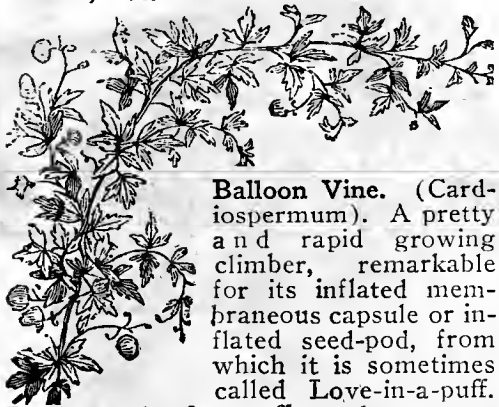 Balloon Vine. (Card-
iospermum). A pretty
and rapid growing
climber, remarkable
for its inflated mem-
braneous capsule or in-
flated seed-pod, from
which it is sometimes
called Love-in-a-puff.